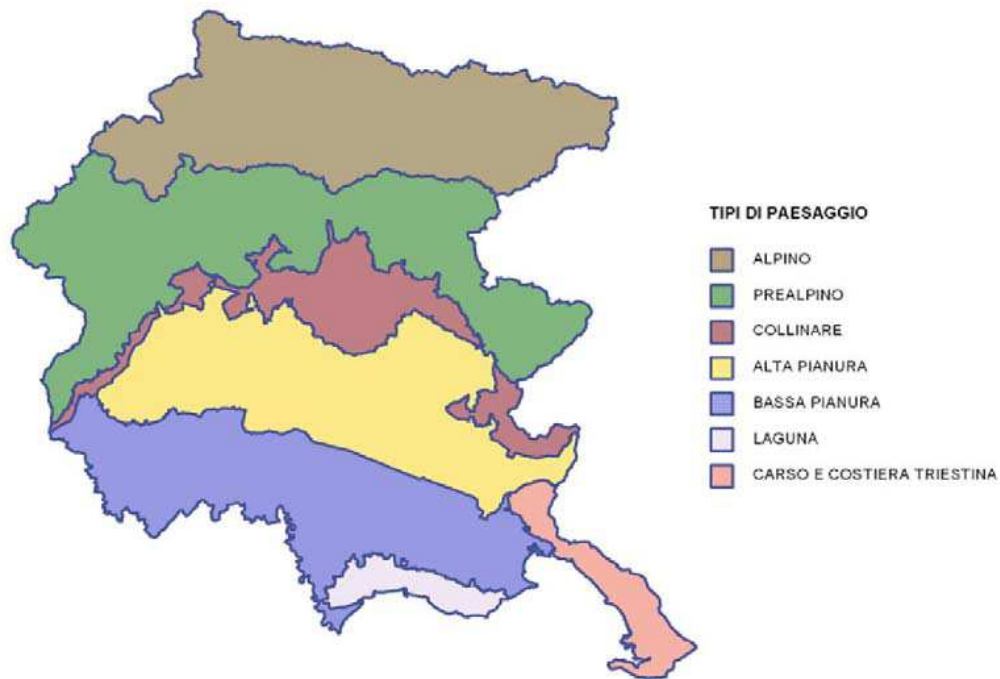 TIPI DI PAESAGGIO
ALPINO
PREALPINO
COLLINARE
ALTA PIANURA
BASSA PIANURA
LAGUNA
CARSO E COSTIERA TRIESTINA